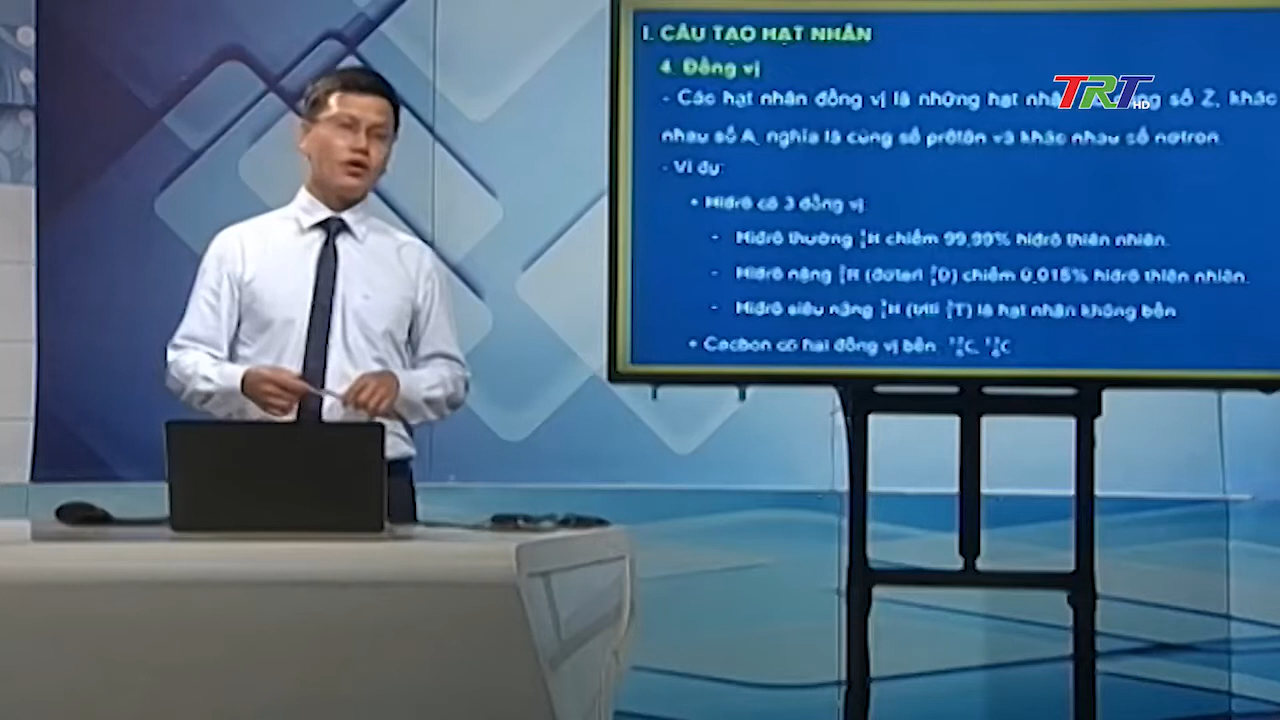 I. CẤU TẠO HẠT NHÂN
4. Đồng vị
TRT HD
- Các hạt nhân đồng vị là những hạt số Z, khác
nhau số A, nghĩa là cùng số prôtôn và khác nhau số nơtron.
- Ví dụ:
• Hiđrô có 3 đồng vị
- Hiđrô thường ¹₁H chiếm 99,99% hiđrô thiên nhiên.
- Hiđrô nặng ²₁H (đơteri ²₁D) chiếm 0,015% hiđrô thiên nhiên.
- Hiđrô siêu nặng ³₁H (triti ³₁T) là hạt nhân không bền
• Cacbon có hai đồng vị bền: ¹²₆C, ¹³₆C